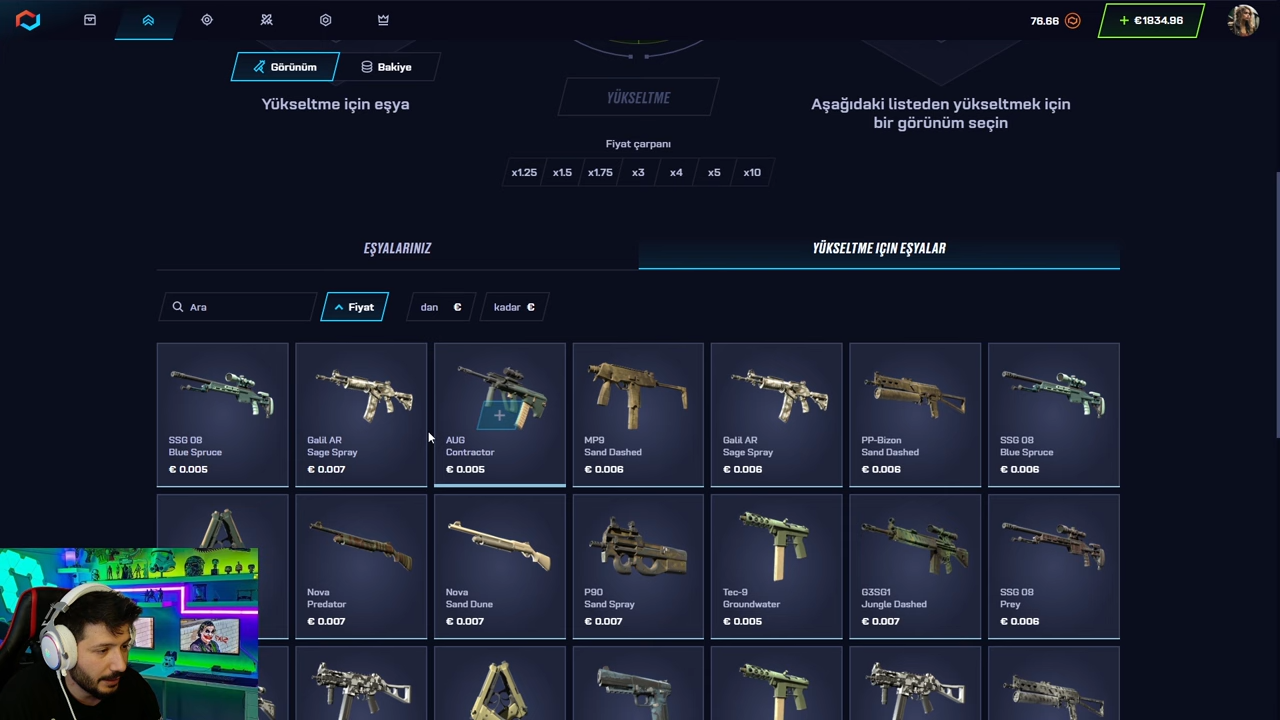 76.66
+ €1834.96
Görünüm
Bakiye
Yükseltme için eşya
YÜKSELTME
Aşağıdaki listeden yükseltmek için
bir görünüm seçin
Fiyat çarpanı
x1.25
x1.5
x1.75
x3
x4
x5
x10
EŞYALARINIZ
YÜKSELTME IÇIN EŞYALAR
Ara
Fiyat
dan €
kadar €
SSG 08
Blue Spruce
€ 0.005
Galil AR
Sage Spray
€ 0.007
AUG
Contractor
€ 0.005
MP9
Sand Dashed
€ 0.006
Galil AR
Sage Spray
€ 0.006
PP-Bizon
Sand Dashed
€ 0.006
SSG 08
Blue Spruce
€ 0.006
Nova
Predator
€ 0.007
Nova
Sand Dune
€ 0.007
P90
Sand Spray
€ 0.007
Tec-9
Groundwater
€ 0.005
G3SG1
Jungle Dashed
€ 0.007
SSG 08
Prey
€ 0.006